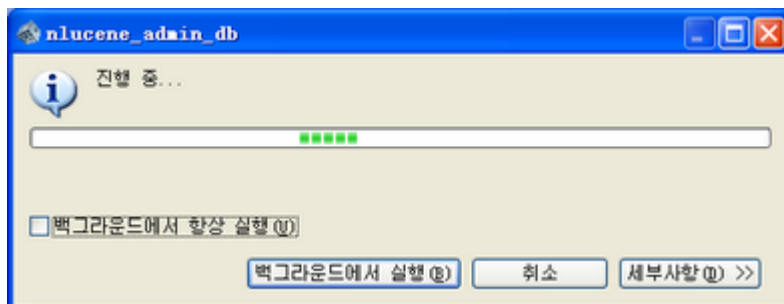 nlucene_admin_db
진행 중...
백그라운드에서 항상 실행(V)
백그라운드에서 실행(B)
취소
세부사항(D) >>